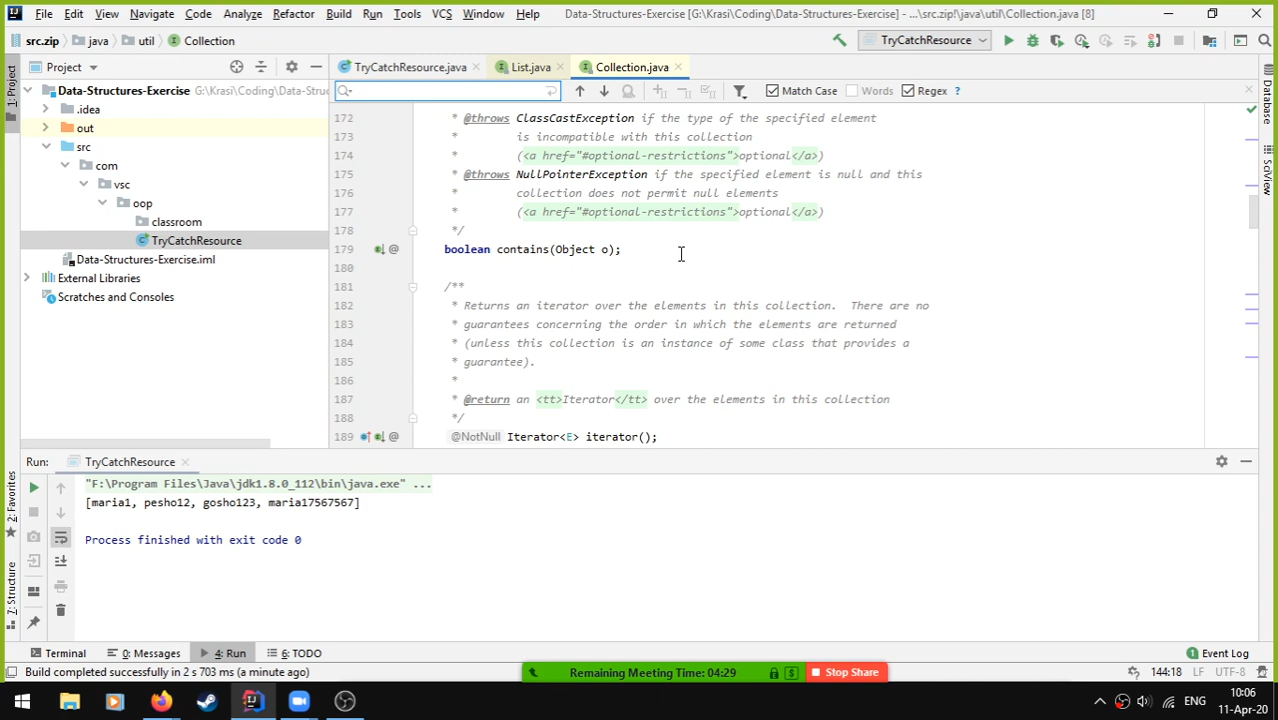 File Edit View Navigate Code Analyze Refactor Build Run Tools VCS Window Help Data-Structures-Exercise [G:\Krasi\Coding\Data-Structures-Exercise] - ...\src.zip!\java\util\Collection.java [8]
src.zip java util Collection TryCatchResource
1: Project Project TryCatchResource.java List.java Collection.java Database
Data-Structures-Exercise G:\Krasi\Coding\Data-Struc Match Case Words Regex ?
.idea
out
src
com
vsc
oop
classroom
TryCatchResource
Data-Structures-Exercise.iml
External Libraries
Scratches and Consoles
SciView
172 * @throws ClassCastException if the type of the specified element
173 * is incompatible with this collection
174 * (<a href="#optional-restrictions">optional</a>)
175 * @throws NullPointerException if the specified element is null and this
176 * collection does not permit null elements
177 * (<a href="#optional-restrictions">optional</a>)
178 */
179 @ boolean contains(Object o);
180
181 /**
182 * Returns an iterator over the elements in this collection. There are no
183 * guarantees concerning the order in which the elements are returned
184 * (unless this collection is an instance of some class that provides a
185 * guarantee).
186 *
187 * @return an <tt>Iterator</tt> over the elements in this collection
188 */
189 @ @NotNull Iterator<E> iterator();
Run: TryCatchResource
"F:\Program Files\Java\jdk1.8.0_112\bin\java.exe" ...
[maria1, pesho12, gosho123, maria17567567]
Process finished with exit code 0
2: Favorites
7: Structure
Terminal 0: Messages 4: Run 6: TODO Event Log
Build completed successfully in 2 s 703 ms (a minute ago) Remaining Meeting Time: 04:29 $ Stop Share 144:18 LF UTF-8
ENG 10:06
11-Apr-20